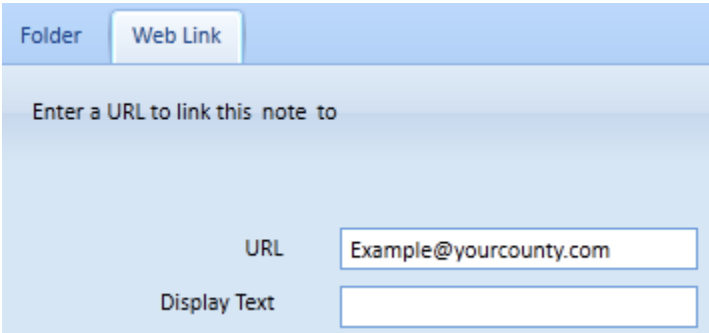 Folder Web Link
Enter a URL to link this note to
URL Example@yourcounty.com
Display Text